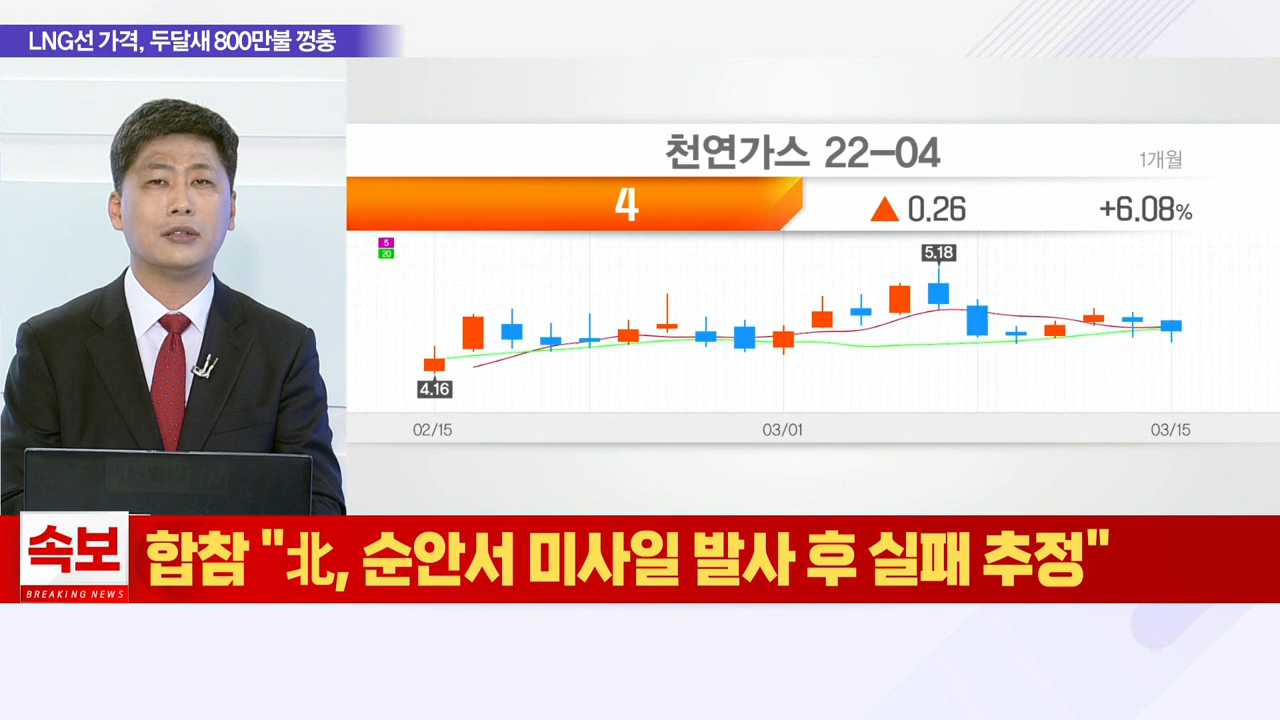 LNG선 가격, 두달새 800만불 껑충
천연가스 22-04
1개월
4
▲ 0.26
+6.08%
5
20
5.18
4.16
02/15
03/01
03/15
속보
BREAKING NEWS
합참 "北, 순안서 미사일 발사 후 실패 추정"